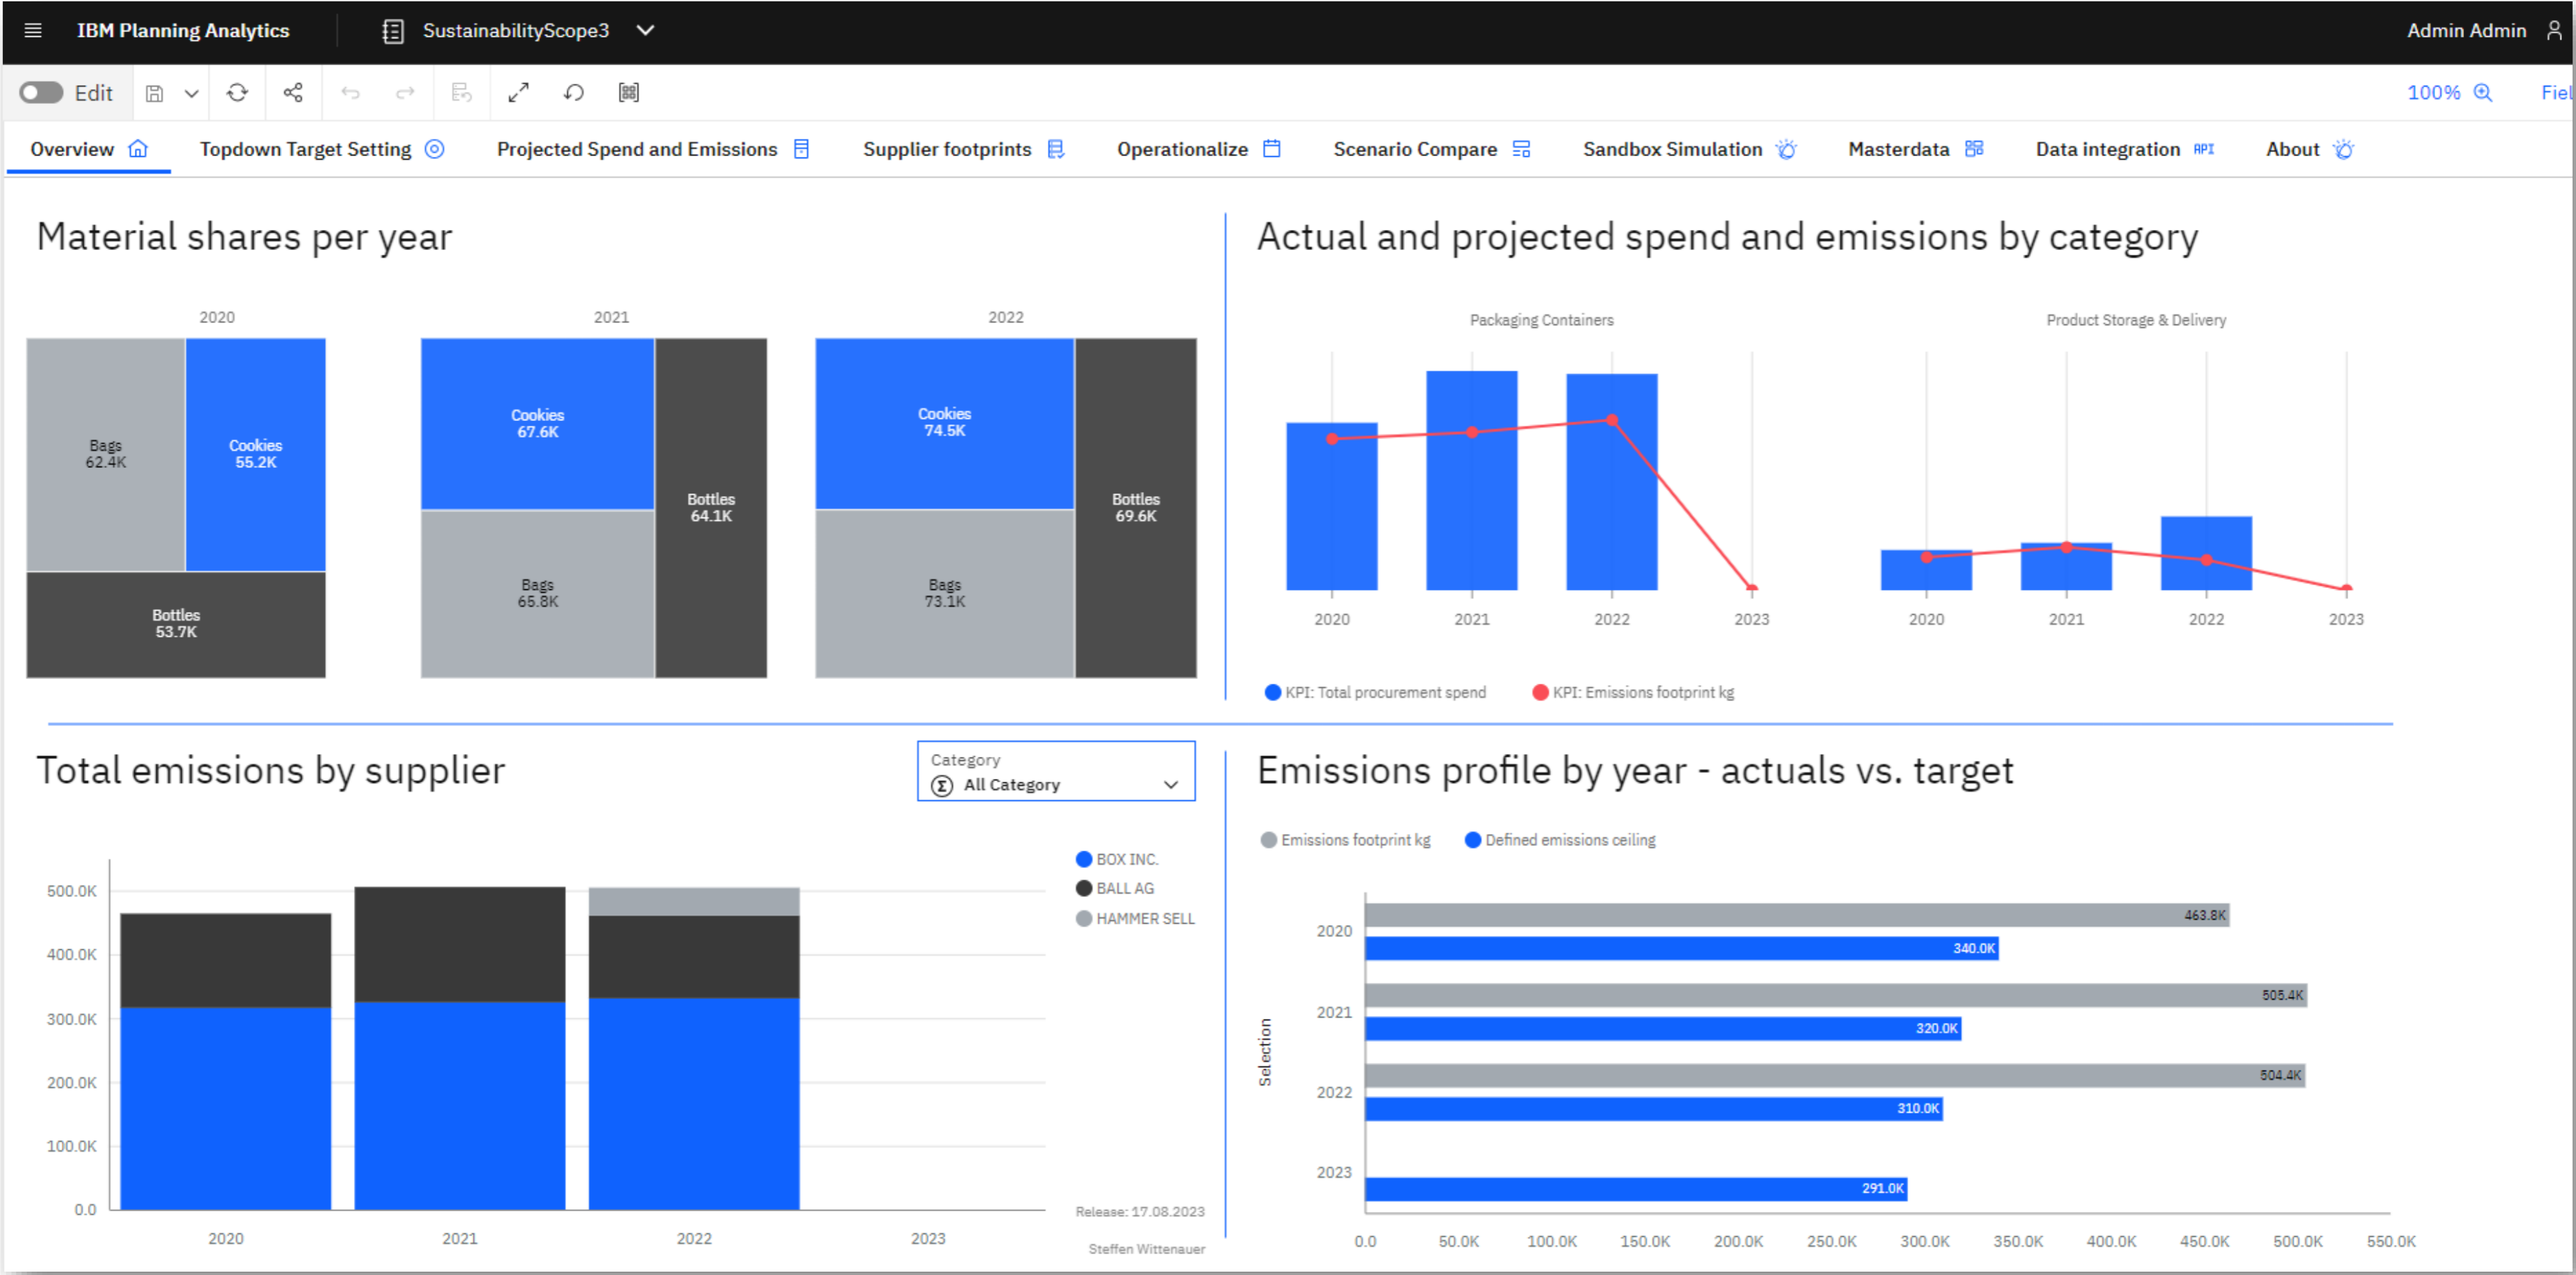 IBM Planning Analytics
SustainabilityScope3
Admin Admin
Edit
100%
Overview
Topdown Target Setting
Projected Spend and Emissions
Supplier footprints
Operationalize
Scenario Compare
Sandbox Simulation
Masterdata
Data integration API
About
Material shares per year
2020
2021
2022
Bags
62.4K
Cookies
55.2K
Bottles
53.7K
Cookies
67.6K
Bags
65.8K
Bottles
64.1K
Cookies
74.5K
Bags
73.1K
Bottles
69.6K
Actual and projected spend and emissions by category
Packaging Containers
2020
2021
2022
2023
Product Storage & Delivery
2020
2021
2022
2023
KPI: Total procurement spend
KPI: Emissions footprint kg
Total emissions by supplier
Category
All Category
BOX INC.
BALL AG
HAMMER SELL
500.0K
400.0K
300.0K
200.0K
100.0K
0.0
2020
2021
2022
2023
Release: 17.08.2023
Steffen Wittenauer
Emissions profile by year - actuals vs. target
Emissions footprint kg
Defined emissions ceiling
Selection
2020
463.8K
340.0K
2021
505.4K
320.0K
2022
504.4K
310.0K
2023
291.0K
0.0
50.0K
100.0K
150.0K
200.0K
250.0K
300.0K
350.0K
400.0K
450.0K
500.0K
550.0K